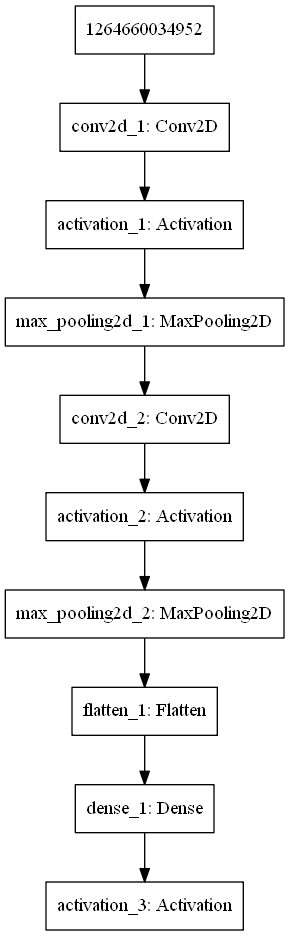 1264660034952
conv2d_1: Conv2D
activation_1: Activation
max_pooling2d_1: MaxPooling2D
conv2d_2: Conv2D
activation_2: Activation
max_pooling2d_2: MaxPooling2D
flatten_1: Flatten
dense_1: Dense
activation_3: Activation